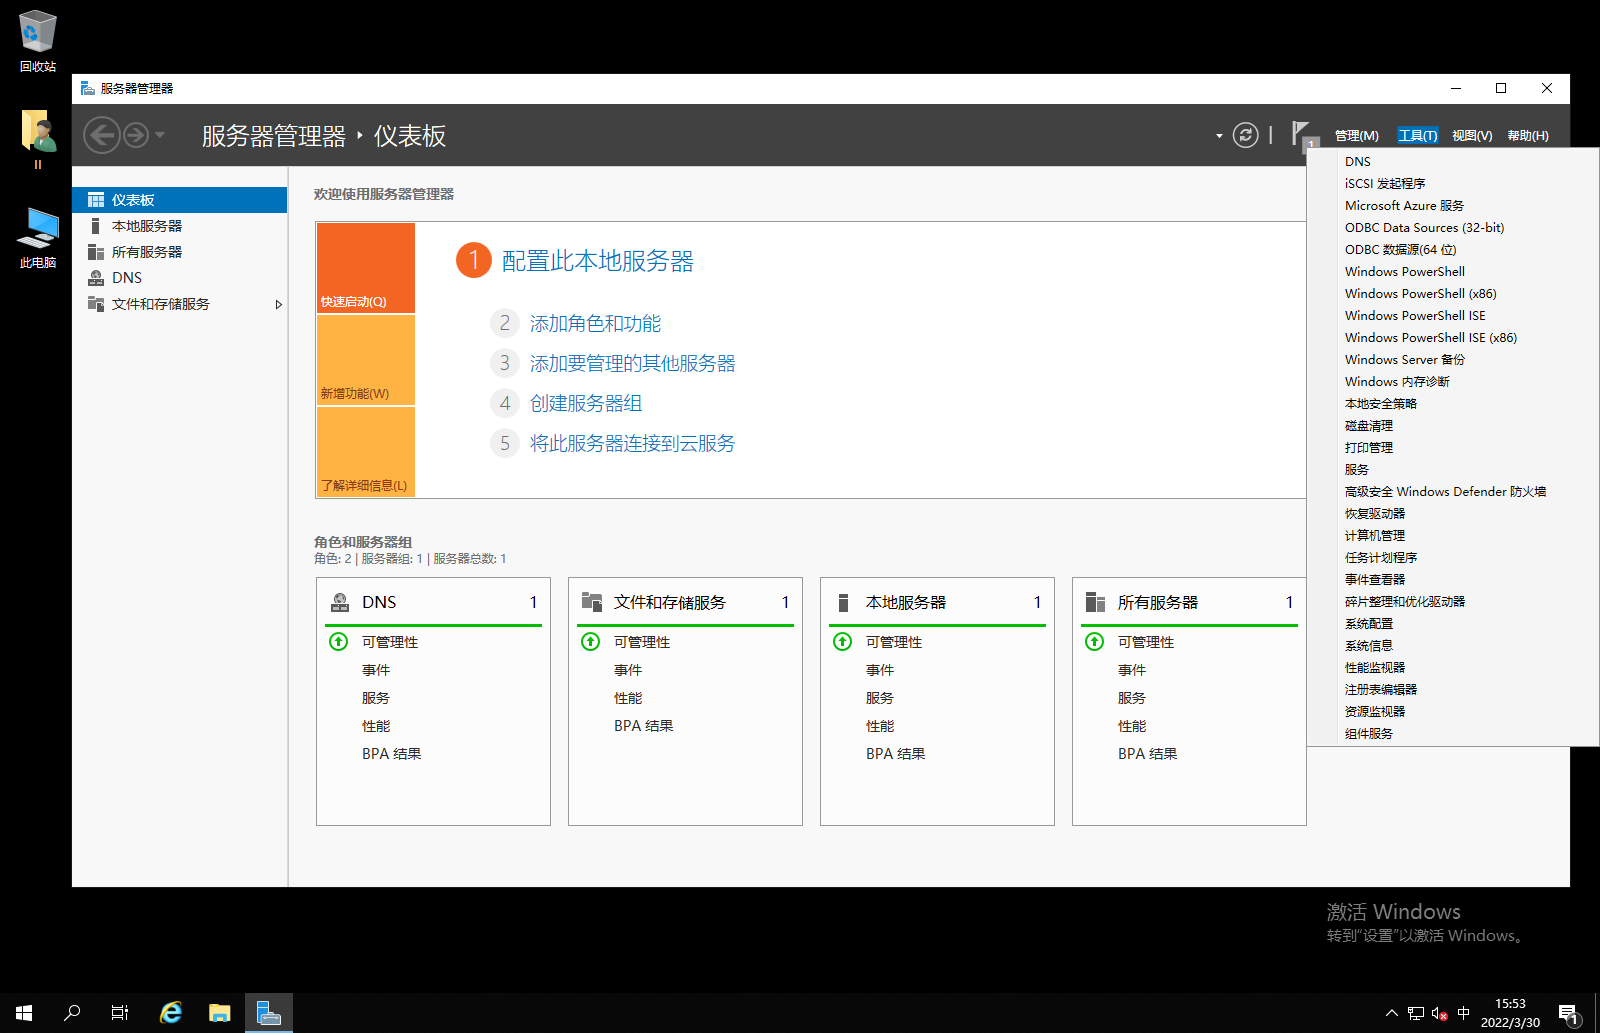 回收站
II
此电脑
服务器管理器
服务器管理器 仪表板
1
管理(M) 工具(T) 视图(V) 帮助(H)
仪表板
本地服务器
所有服务器
DNS
文件和存储服务
欢迎使用服务器管理器
快速启动(Q)
新增功能(W)
了解详细信息(L)
1 配置此本地服务器
2 添加角色和功能
3 添加要管理的其他服务器
4 创建服务器组
5 将此服务器连接到云服务
角色和服务器组
角色: 2 | 服务器组: 1 | 服务器总数: 1
DNS 1
可管理性
事件
服务
性能
BPA 结果
文件和存储服务 1
可管理性
事件
性能
BPA 结果
本地服务器 1
可管理性
事件
服务
性能
BPA 结果
所有服务器 1
可管理性
事件
服务
性能
BPA 结果
DNS
iSCSI 发起程序
Microsoft Azure 服务
ODBC Data Sources (32-bit)
ODBC 数据源(64 位)
Windows PowerShell
Windows PowerShell (x86)
Windows PowerShell ISE
Windows PowerShell ISE (x86)
Windows Server 备份
Windows 内存诊断
本地安全策略
磁盘清理
打印管理
服务
高级安全 Windows Defender 防火墙
恢复驱动器
计算机管理
任务计划程序
事件查看器
碎片整理和优化驱动器
系统配置
系统信息
性能监视器
注册表编辑器
资源监视器
组件服务
激活 Windows
转到“设置”以激活 Windows。
中
15:53
2022/3/30
1